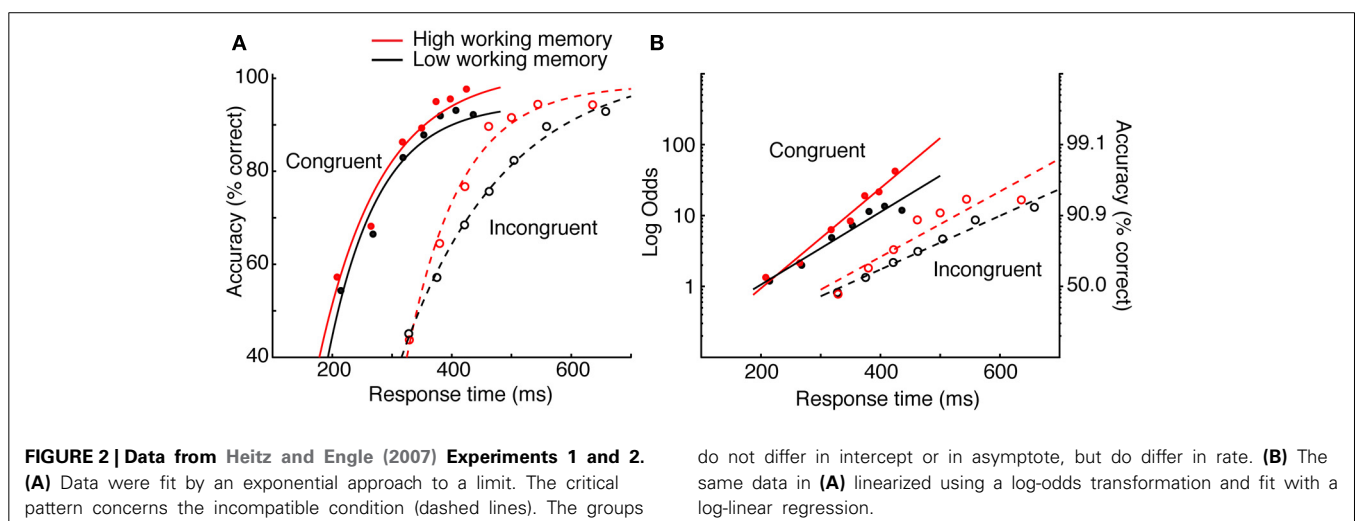 A
High working memory
Low working memory
100
80
60
40
Accuracy (% correct)
Congruent
Incongruent
200
400
600
Response time (ms)
B
100
10
1
Log Odds
Congruent
Incongruent
99.1
90.9
50.0
Accuracy (% correct)
200
400
600
Response time (ms)
FIGURE 2 | Data from Heitz and Engle (2007) Experiments 1 and 2.
(A) Data were fit by an exponential approach to a limit. The critical
pattern concerns the incompatible condition (dashed lines). The groups
do not differ in intercept or in asymptote, but do differ in rate. (B) The
same data in (A) linearized using a log-odds transformation and fit with a
log-linear regression.